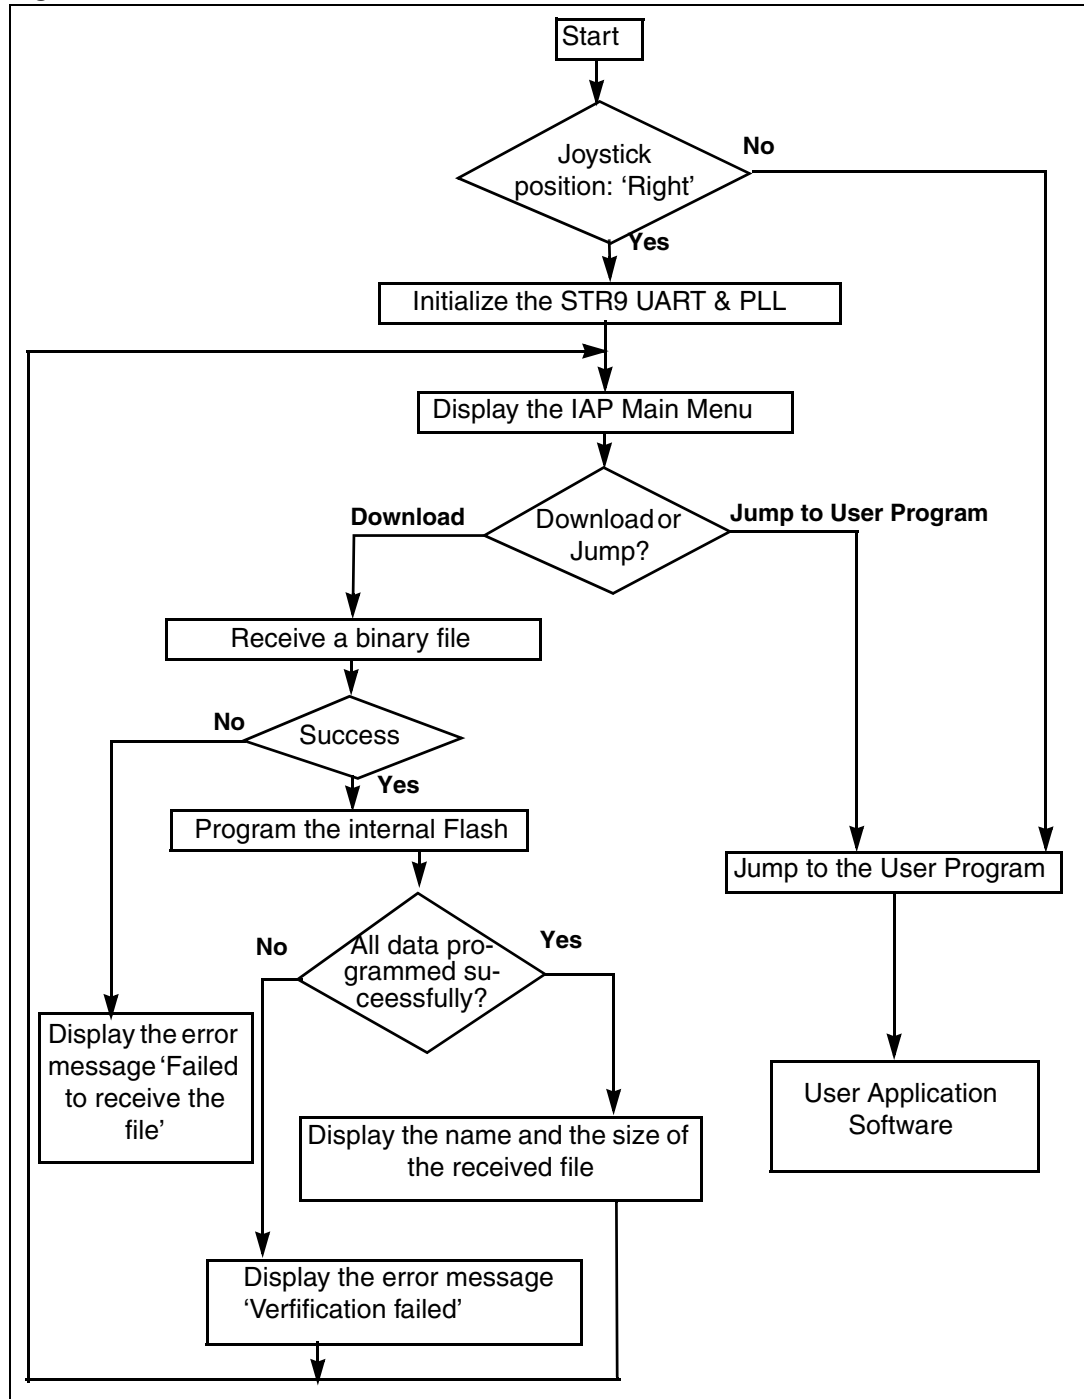 Start
Joystick
position: ‘Right’
No
Yes
Initialize the STR9 UART & PLL
Display the IAP Main Menu
Download
Download or
Jump?
Jump to User Program
Receive a binary file
No
Success
Yes
Program the internal Flash
Jump to the User Program
No
All data pro-
grammed su-
ceessfully?
Yes
Display the error
message ‘Failed
to receive the
file’
User Application
Software
Display the name and the size of
the received file
Display the error message
‘Verfification failed’